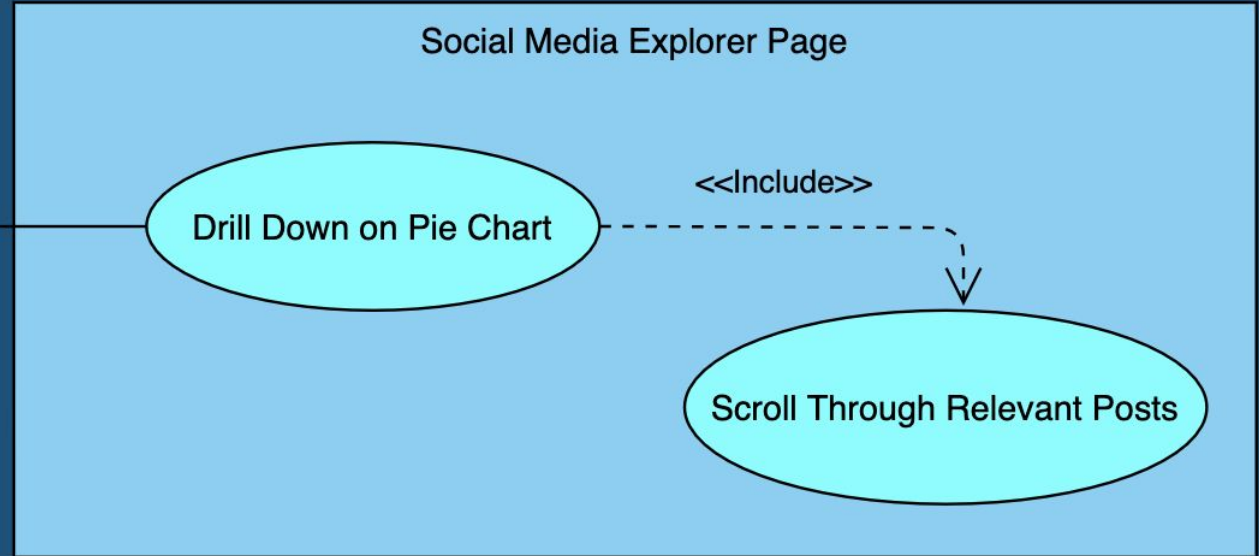 Social Media Explorer Page
<<Include>>
Drill Down on Pie Chart
Scroll Through Relevant Posts